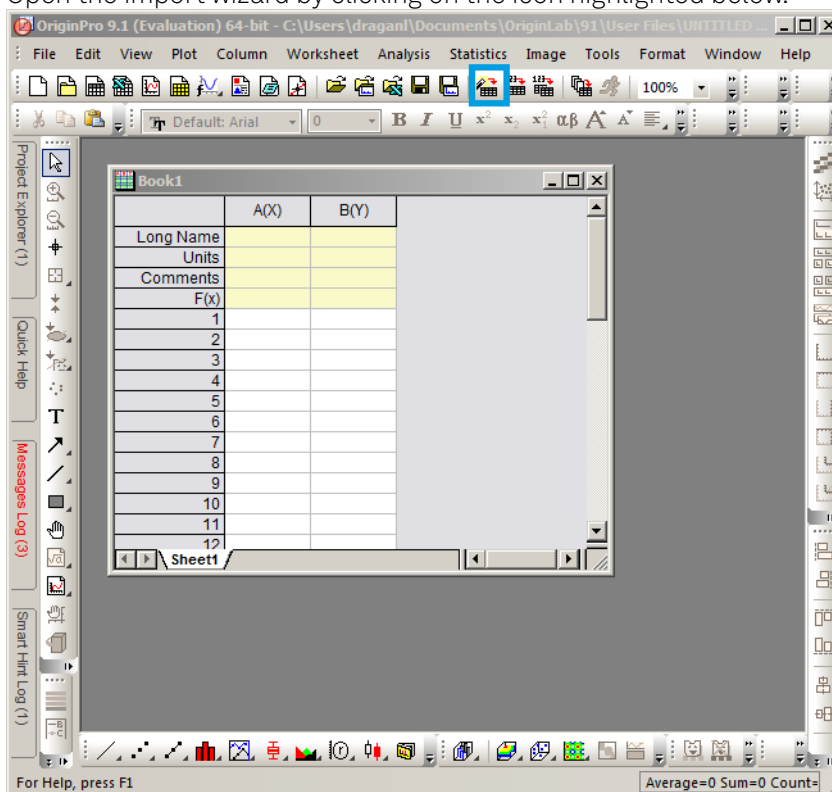 Open the import wizard by clicking on the icon highlighted below.
OriginPro 9.1 (Evaluation) 64-bit - C:\Users\draganl\Documents\OriginLab\91\User Files\UNTITLED ...
File Edit View Plot Column Worksheet Analysis Statistics Image Tools Format Window Help
100%
Default: Arial 0 B I U x² x₂ x αβ A A
Project Explorer (1)
Quick Help
Messages Log (3)
Smart Hint Log (1)
T
Book1
A(X) B(Y)
Long Name
Units
Comments
F(x)
1
2
3
4
5
6
7
8
9
10
11
12
Sheet1
For Help, press F1
Average=0 Sum=0 Count=